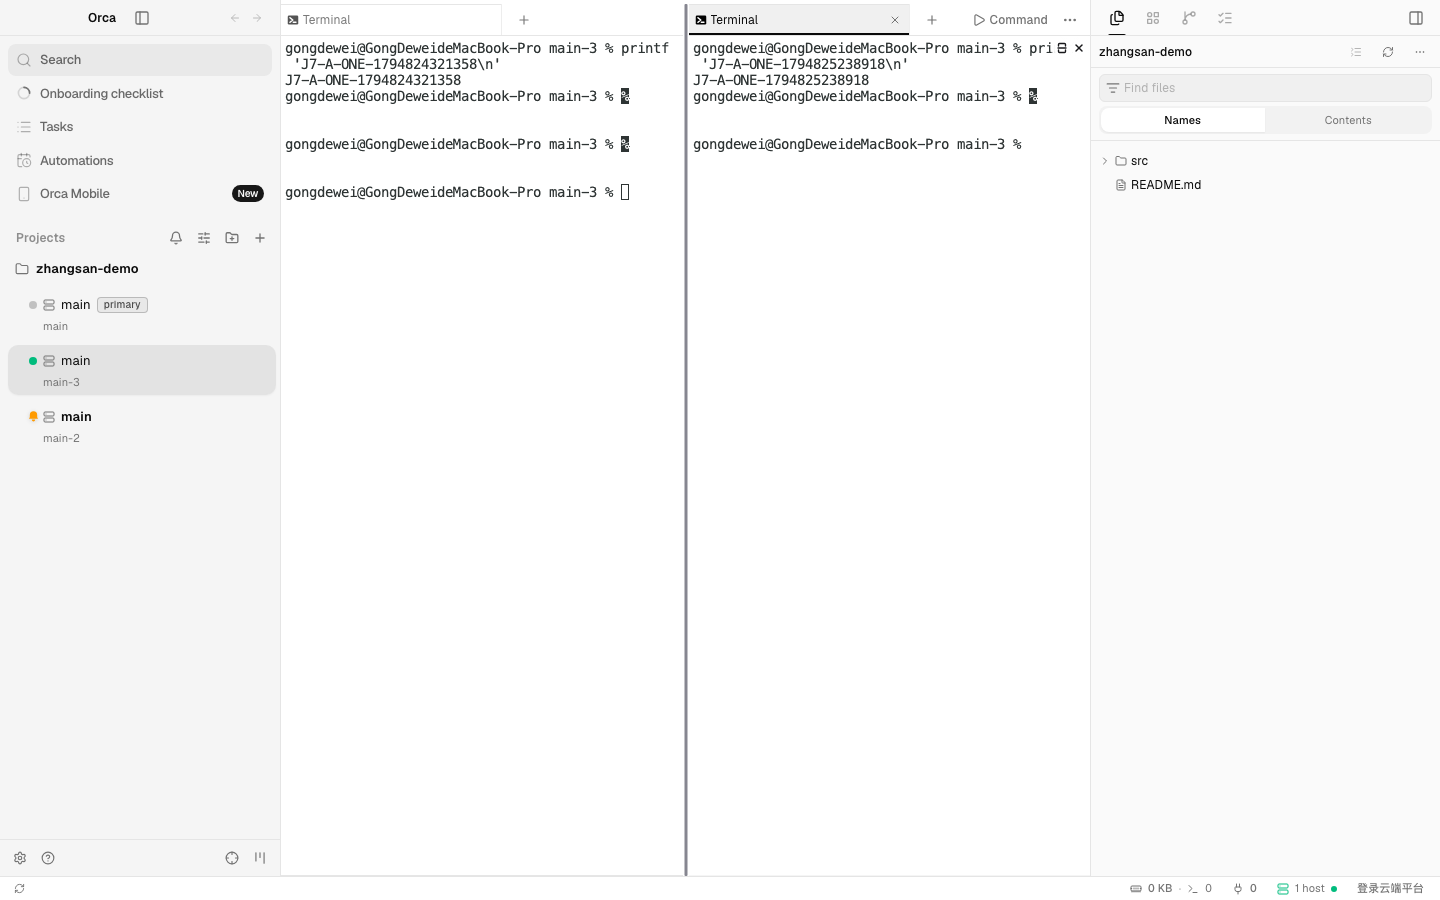 Orca
Search
Onboarding checklist
Tasks
Automations
Orca Mobile New
Projects
zhangsan-demo
main primary
main
main
main-3
main
main-2
Terminal
gongdewei@GongDeweideMacBook-Pro main-3 % printf
'J7-A-ONE-1794824321358\n'
J7-A-ONE-1794824321358
gongdewei@GongDeweideMacBook-Pro main-3 % %
gongdewei@GongDeweideMacBook-Pro main-3 % %
gongdewei@GongDeweideMacBook-Pro main-3 %
Terminal
Command
gongdewei@GongDeweideMacBook-Pro main-3 % pri
'J7-A-ONE-1794825238918\n'
J7-A-ONE-1794825238918
gongdewei@GongDeweideMacBook-Pro main-3 % %
gongdewei@GongDeweideMacBook-Pro main-3 %
zhangsan-demo
Find files
Names Contents
src
README.md
0 KB · 0 0 1 host 登录云端平台